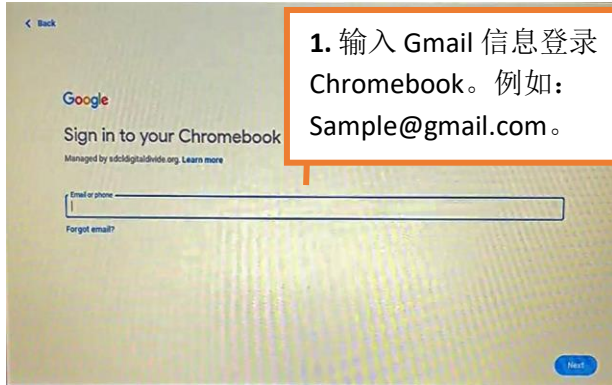 Back
1. 输入 Gmail 信息登录
Chromebook。例如：
Sample@gmail.com。
Google
Sign in to your Chromebook
Managed by sdcldigitaldivide.org. Learn more
Email or phone
Forgot email?
Next